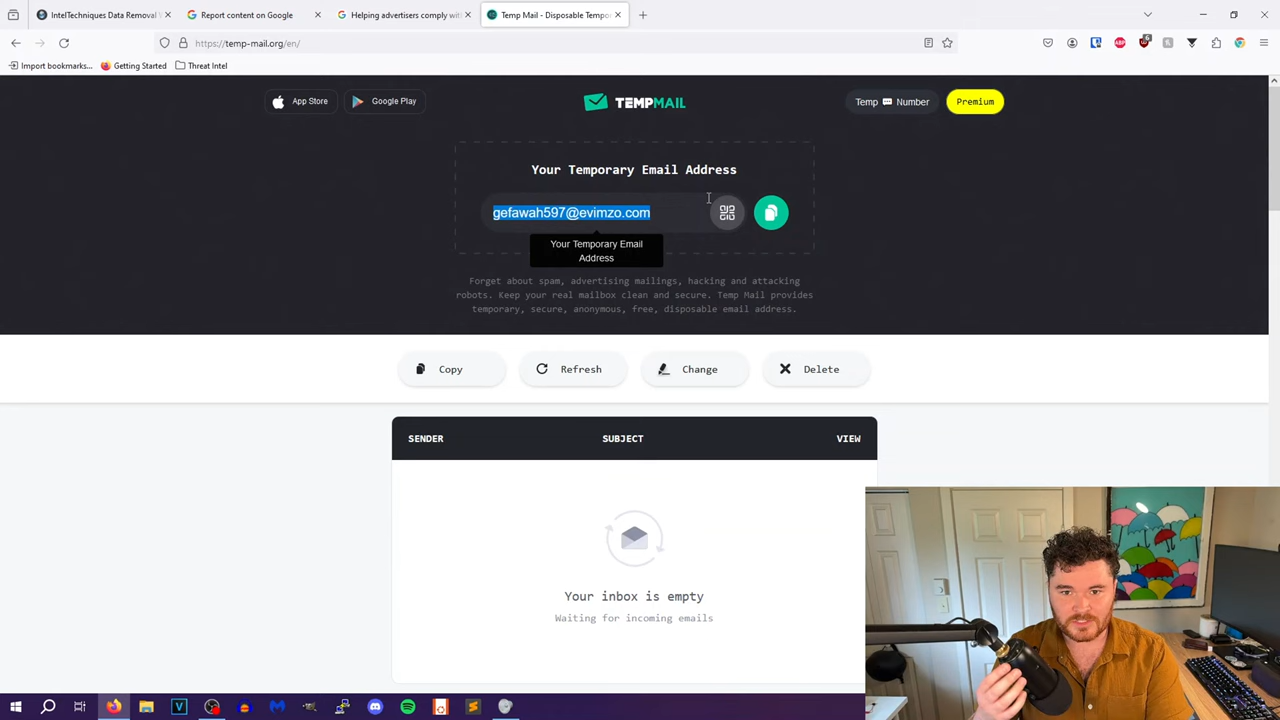 IntelTechniques Data Removal
Report content on Google
Helping advertisers comply wit
Temp Mail - Disposable Tempor
https://temp-mail.org/en/
Import bookmarks...
Getting Started
Threat Intel
App Store
Google Play
TEMPMAIL
Temp Number
Premium
Your Temporary Email Address
gefawah597@evimzo.com
Your Temporary Email
Address
Forget about spam, advertising mailings, hacking and attacking
robots. Keep your real mailbox clean and secure. Temp Mail provides
temporary, secure, anonymous, free, disposable email address.
Copy
Refresh
Change
Delete
SENDER
SUBJECT
VIEW
Your inbox is empty
Waiting for incoming emails